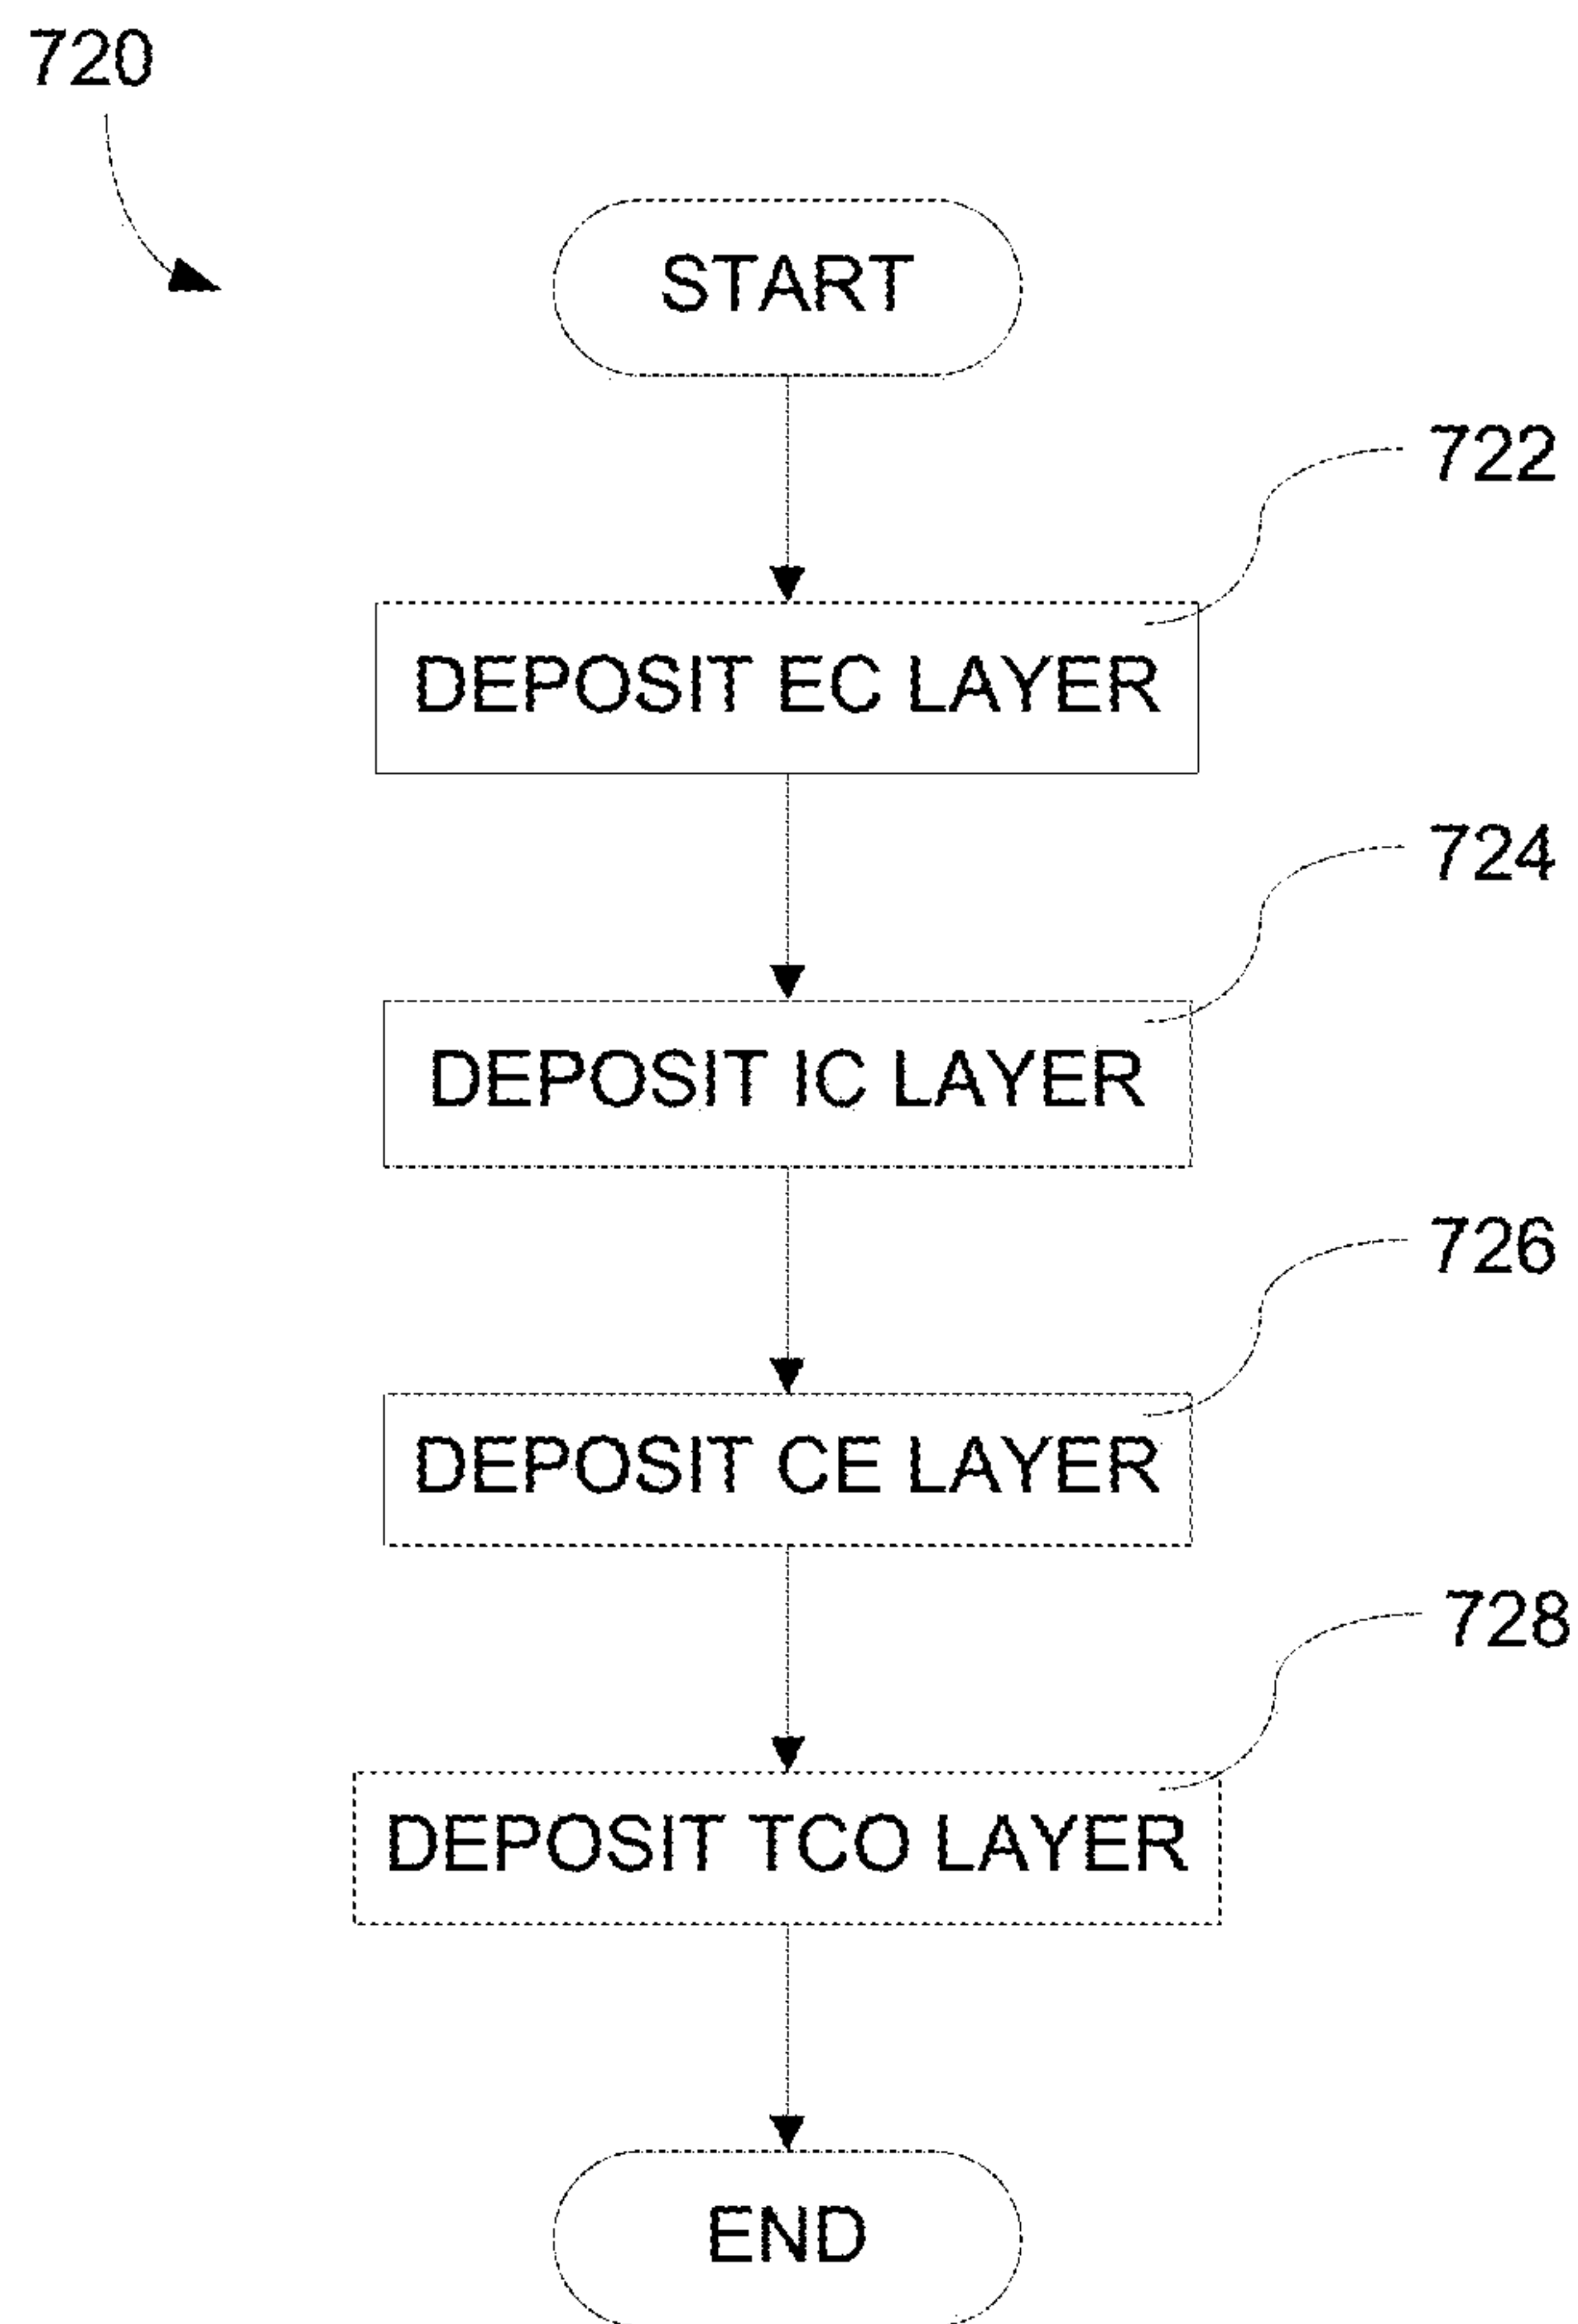 720
START
722
DEPOSIT EC LAYER
724
DEPOSIT IC LAYER
726
DEPOSIT CE LAYER
728
DEPOSIT TCO LAYER
END